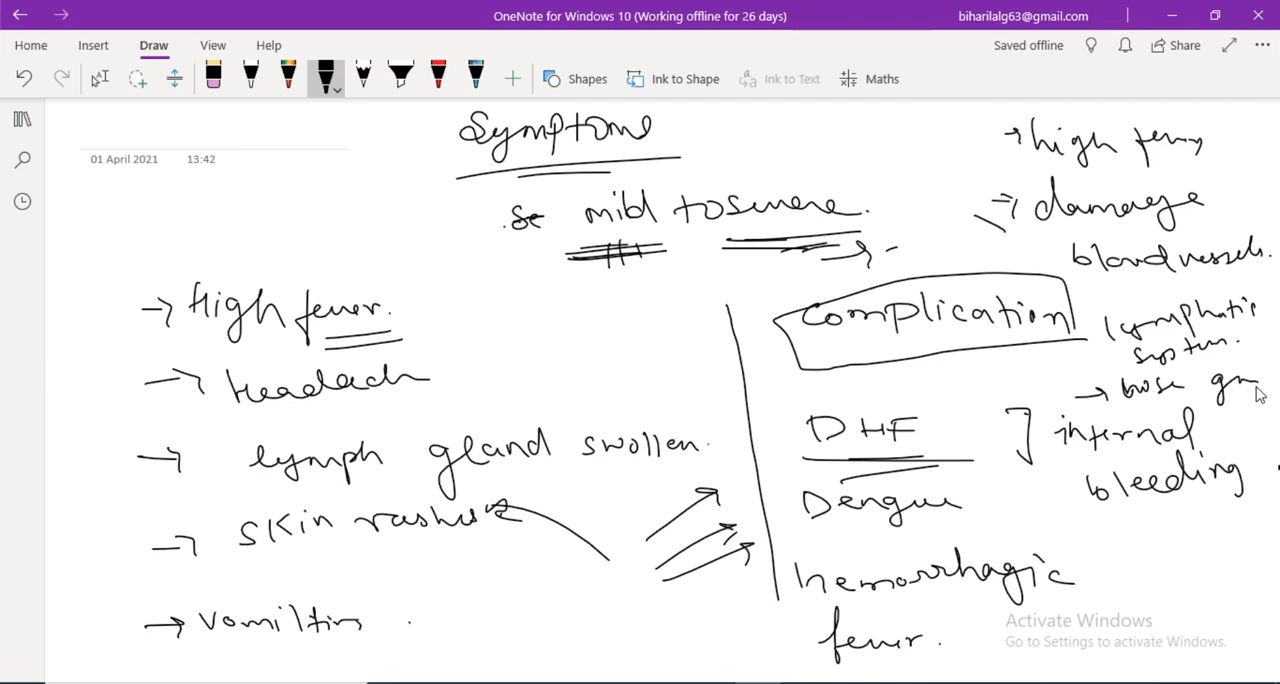 OneNote for Windows 10 (Working offline for 26 days)
biharilalg63@gmail.com
Home Insert Draw View Help
Saved offline
Share
Shapes
Ink to Shape
Ink to Text
Maths
01 April 2021 13:42
Symptoms
mild to severe.
→ High fever.
→ Headach
→ lymph gland swollen.
→ Skin rashes
→ vomiting
Complication
DHF
Dengue
hemorrhagic
fever.
→ high fever
→ damage
blood vessels.
lymphatic
system.
→ nose
internal
bleeding
Activate Windows
Go to Settings to activate Windows.